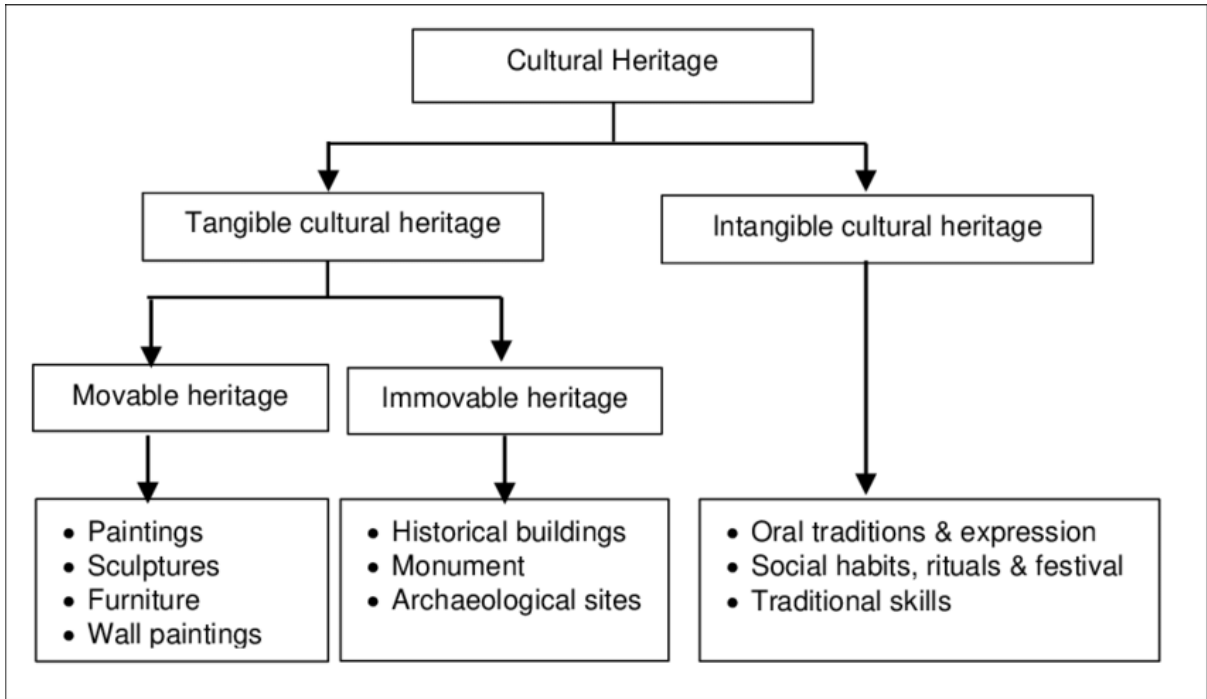 Cultural Heritage
Tangible cultural heritage
Intangible cultural heritage
Movable heritage
Immovable heritage
• Paintings
• Sculptures
• Furniture
• Wall paintings
• Historical buildings
• Monument
• Archaeological sites
• Oral traditions & expression
• Social habits, rituals & festival
• Traditional skills